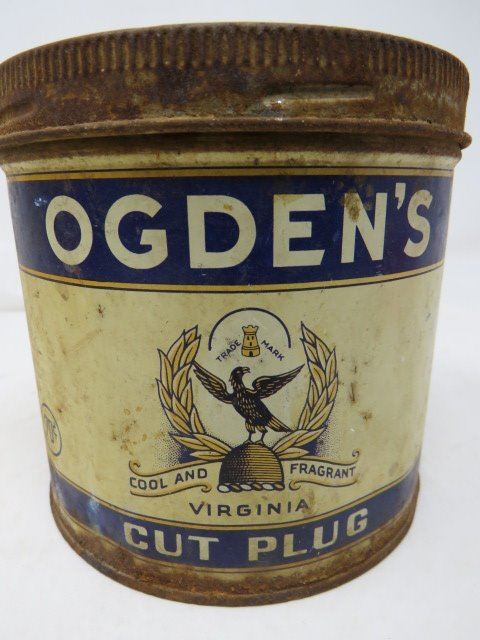 OGDEN'S
TRADE MARK
COOL AND FRAGRANT
VIRGINIA
CUT PLUG